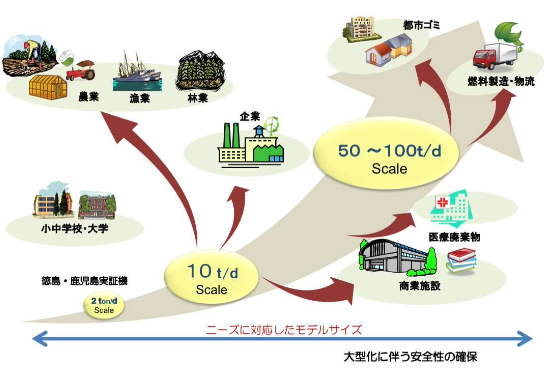 都市ゴミ
燃料製造・物流
農業
漁業
林業
企業
50 ～100t/d
Scale
小中学校・大学
医療廃棄物
商業施設
徳島・鹿児島実証機
2 ton/d
Scale
10 t/d
Scale
ニーズに対応したモデルサイズ
大型化に伴う安全性の確保